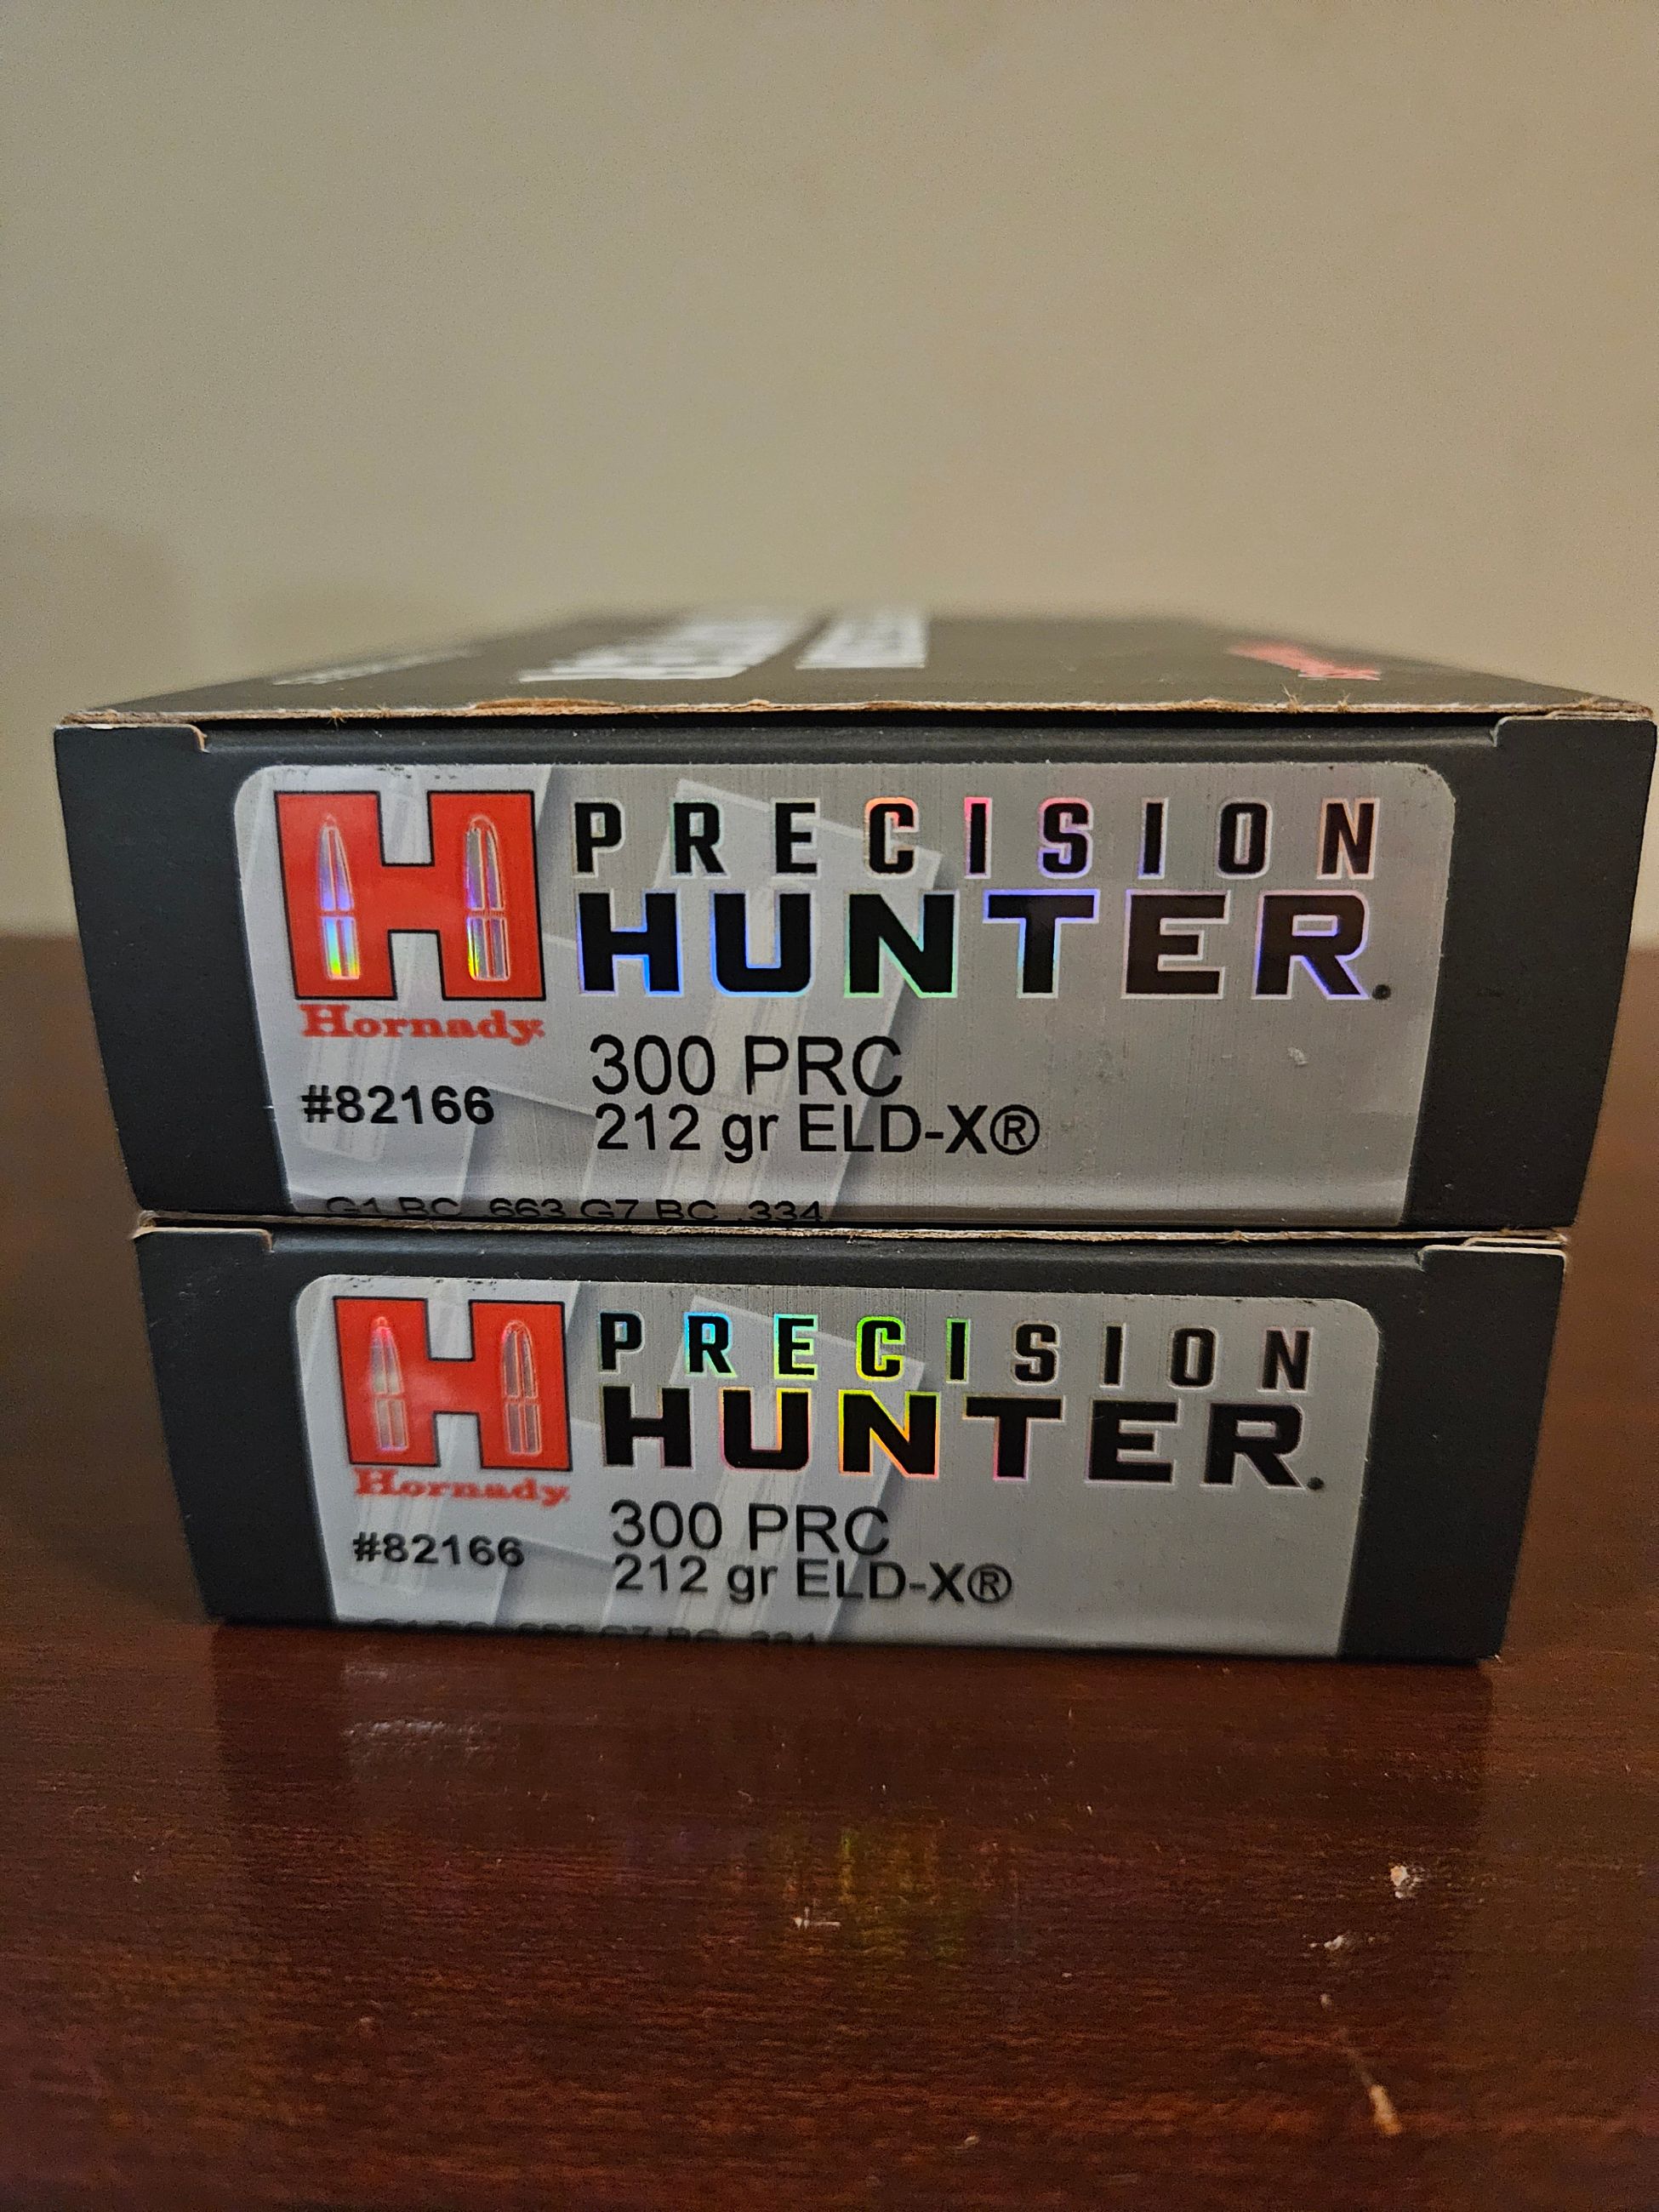 PRECISION
HUNTER.
Hornady
300 PRC
#82166
212 gr ELD-X®
G1 BC .663 G7 BC .334
PRECISION
HUNTER.
Hornady
300 PRC
#82166
212 gr ELD-X®